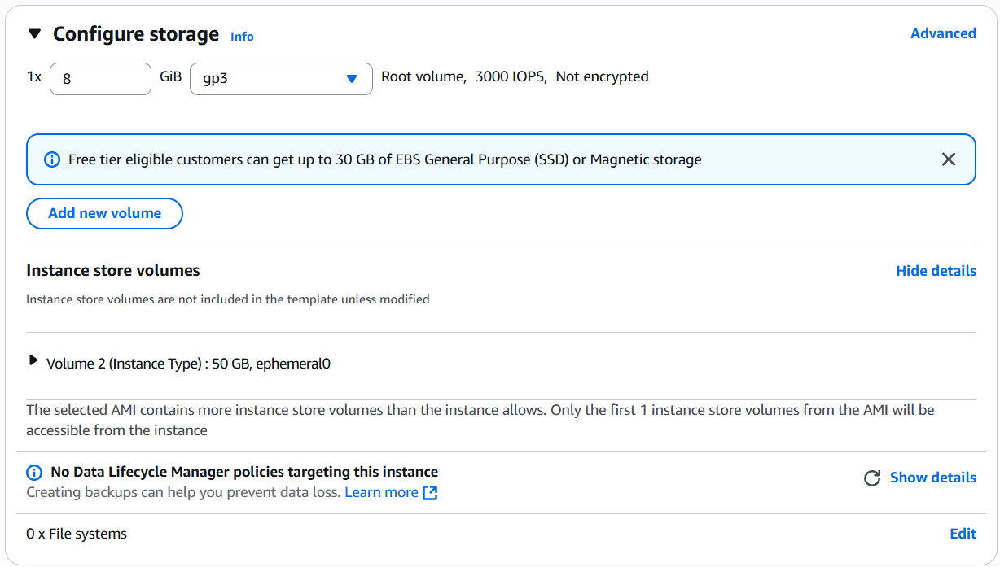 Configure storage Info Advanced
1x 8 GiB gp3 Root volume, 3000 IOPS, Not encrypted
Free tier eligible customers can get up to 30 GB of EBS General Purpose (SSD) or Magnetic storage
Add new volume
Instance store volumes Hide details
Instance store volumes are not included in the template unless modified
Volume 2 (Instance Type) : 50 GB, ephemeral0
The selected AMI contains more instance store volumes than the instance allows. Only the first 1 instance store volumes from the AMI will be
accessible from the instance
No Data Lifecycle Manager policies targeting this instance Show details
Creating backups can help you prevent data loss. Learn more
0 x File systems Edit